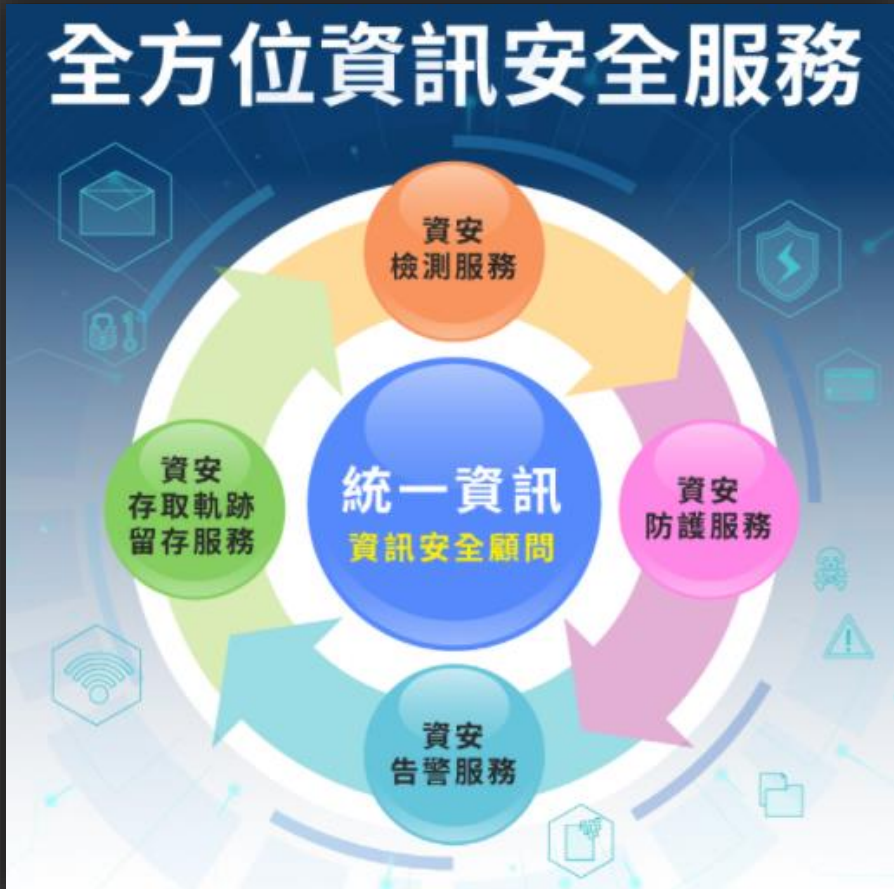 全方位資訊安全服務
資安
檢測服務
資安
存取軌跡
留存服務
統一資訊
資訊安全顧問
資安
防護服務
資安
告警服務